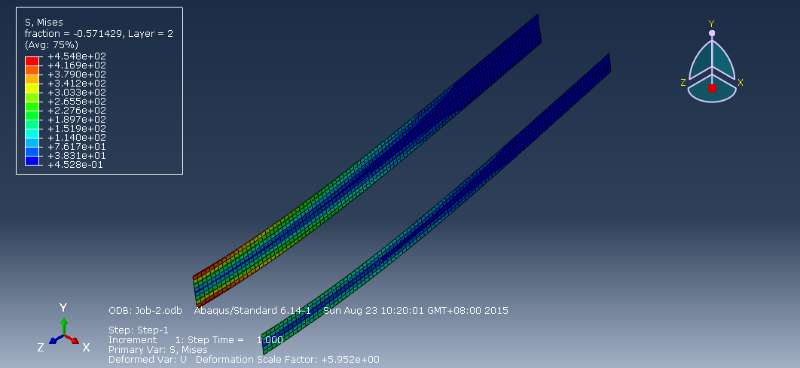 S, Mises
fraction = -0.571429, Layer = 2
(Avg: 75%)
+4.548e+02
+4.169e+02
+3.790e+02
+3.412e+02
+3.033e+02
+2.655e+02
+2.276e+02
+1.897e+02
+1.519e+02
+1.140e+02
+7.617e+01
+3.831e+01
+4.528e-01
Y
Z
X
Y
Z
X
ODB: Job-2.odb Abaqus/Standard 6.14-1 Sun Aug 23 10:20:01 GMT+08:00 2015
Step: Step-1
Increment 1: Step Time = 1.000
Primary Var: S, Mises
Deformed Var: U Deformation Scale Factor: +5.952e+00